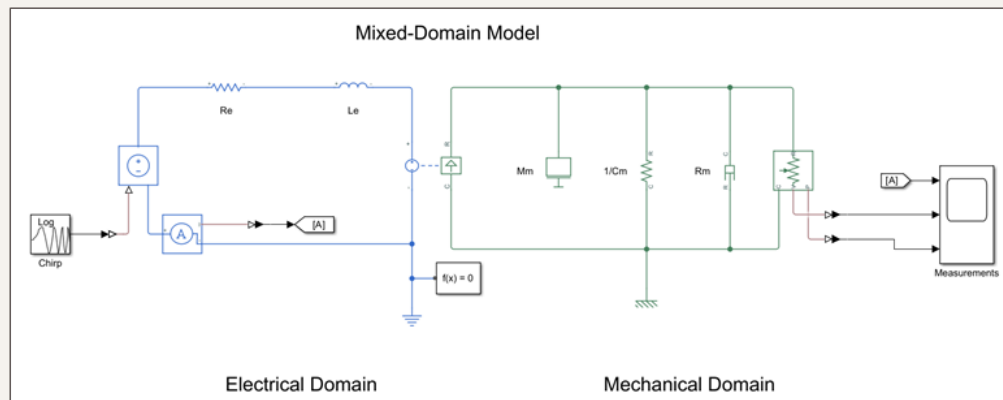 Mixed-Domain Model
Re
Le
Mm
1/Cm
Rm
[A]
Log
Chirp
A
[A]
f(x) = 0
Measurements
Electrical Domain
Mechanical Domain